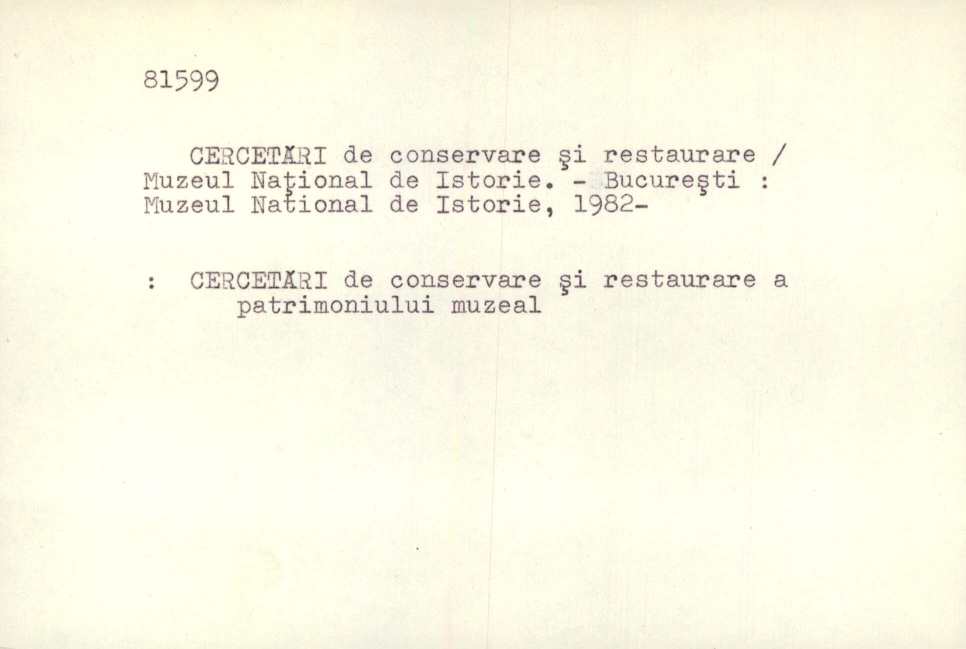 81599
CERCETĂRI de conservare şi restaurare /
Muzeul Naţional de Istorie. - Bucureşti :
Muzeul National de Istorie, 1982-
: CERCETĂRI de conservare şi restaurare a
patrimoniului muzeal